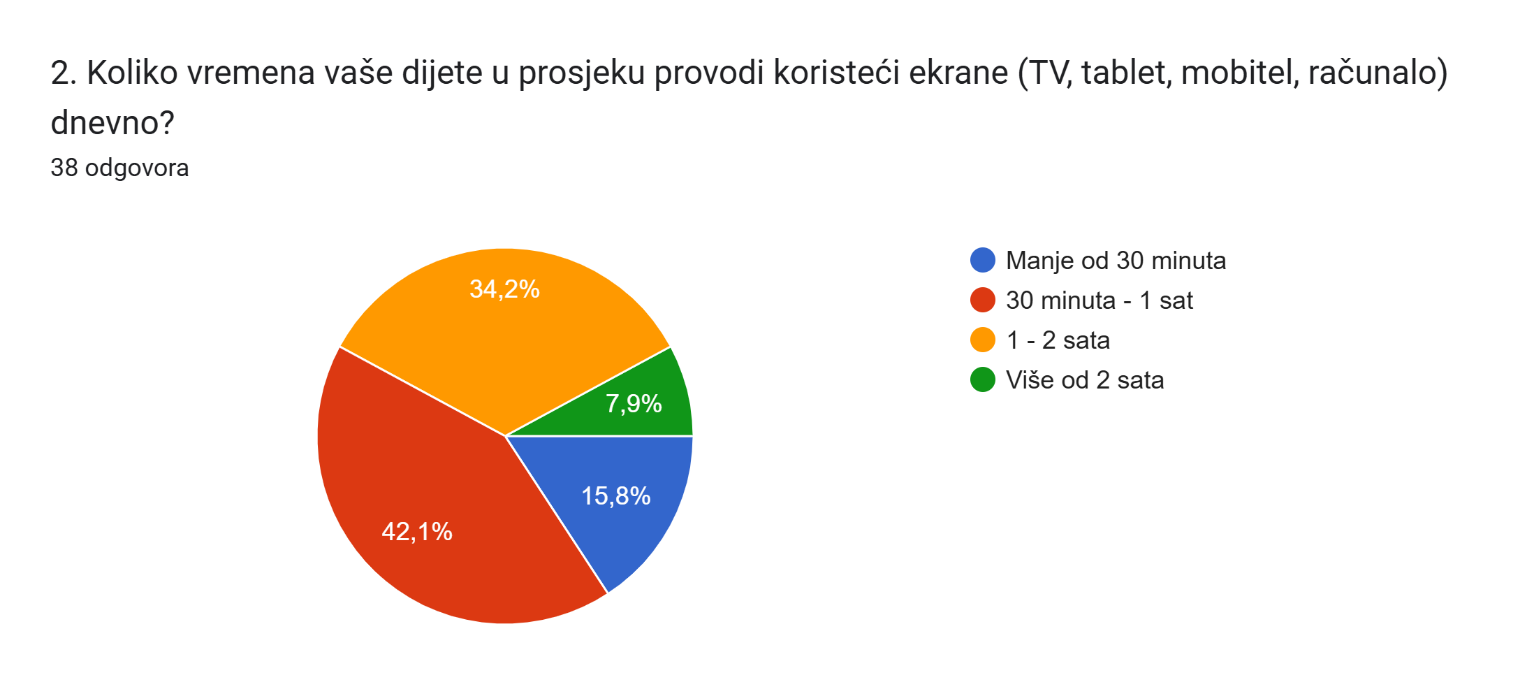 2. Koliko vremena vaše dijete u prosjeku provodi koristeći ekrane (TV, tablet, mobitel, računalo)
dnevno?
38 odgovora
Manje od 30 minuta
30 minuta - 1 sat
1 - 2 sata
Više od 2 sata
34,2%
7,9%
15,8%
42,1%